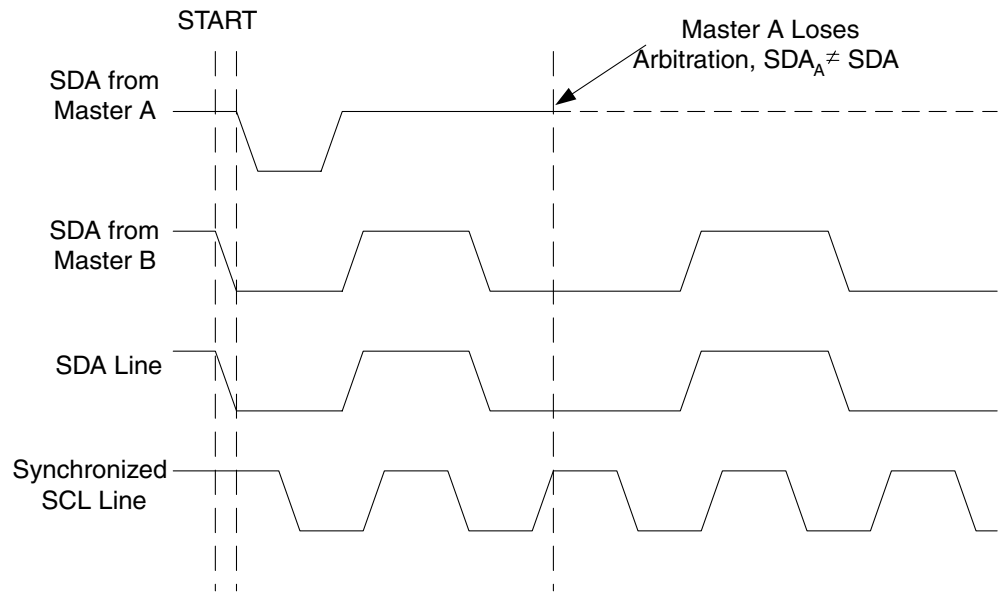 START
Master A Loses
Arbitration, SDA_A ≠ SDA
SDA from
Master A
SDA from
Master B
SDA Line
Synchronized
SCL Line